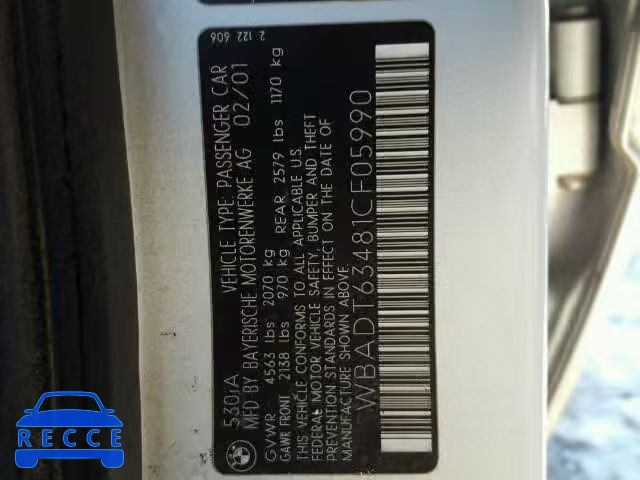 2 122 606
530iA VEHICLE TYPE: PASSENGER CAR
MFD BY BAYERISCHE MOTORENWERKE AG 02/01
GVWR 4563 lbs 2070 kg
GAWR FRONT 2138 lbs 970 kg REAR 2579 lbs 1170 kg
THIS VEHICLE CONFORMS TO ALL APPLICABLE U.S.
FEDERAL MOTOR VEHICLE SAFETY, BUMPER AND THEFT
PREVENTION STANDARDS IN EFFECT ON THE DATE OF
MANUFACTURE SHOWN ABOVE.
WBADT63481CF05990
RECCE